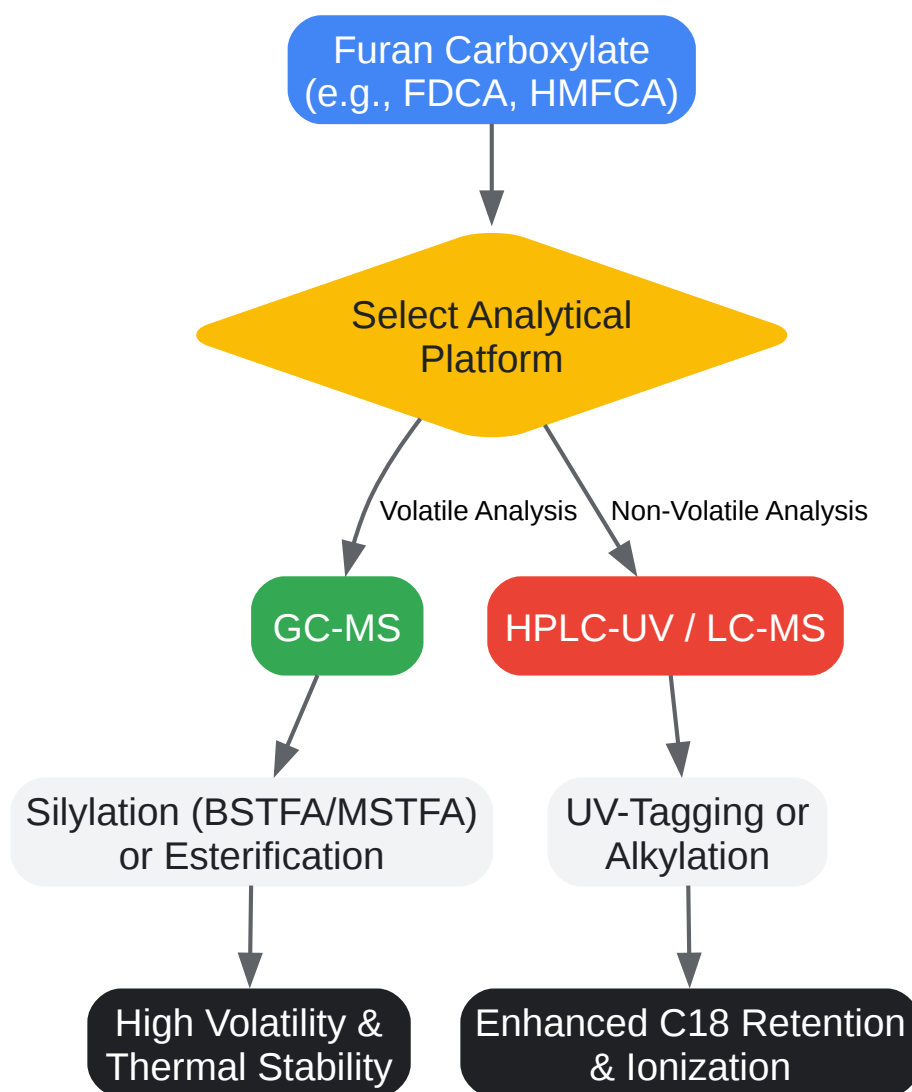 Furan Carboxylate
(e.g., FDCA, HMFCA)
Select Analytical
Platform
Volatile Analysis
Non-Volatile Analysis
GC-MS
HPLC-UV / LC-MS
Silylation (BSTFA/MSTFA)
or Esterification
UV-Tagging or
Alkylation
High Volatility &
Thermal Stability
Enhanced C18 Retention
& Ionization